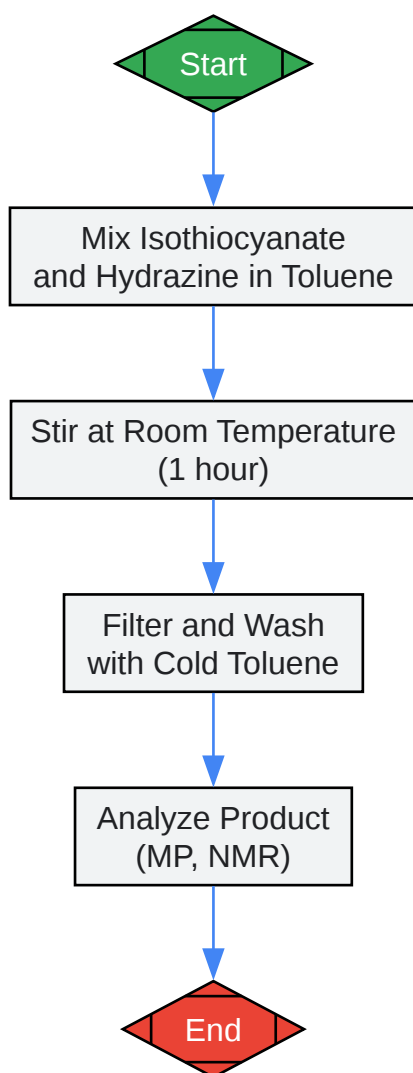 Start
Mix Isothiocyanate
and Hydrazine in Toluene
Stir at Room Temperature
(1 hour)
Filter and Wash
with Cold Toluene
Analyze Product
(MP, NMR)
End